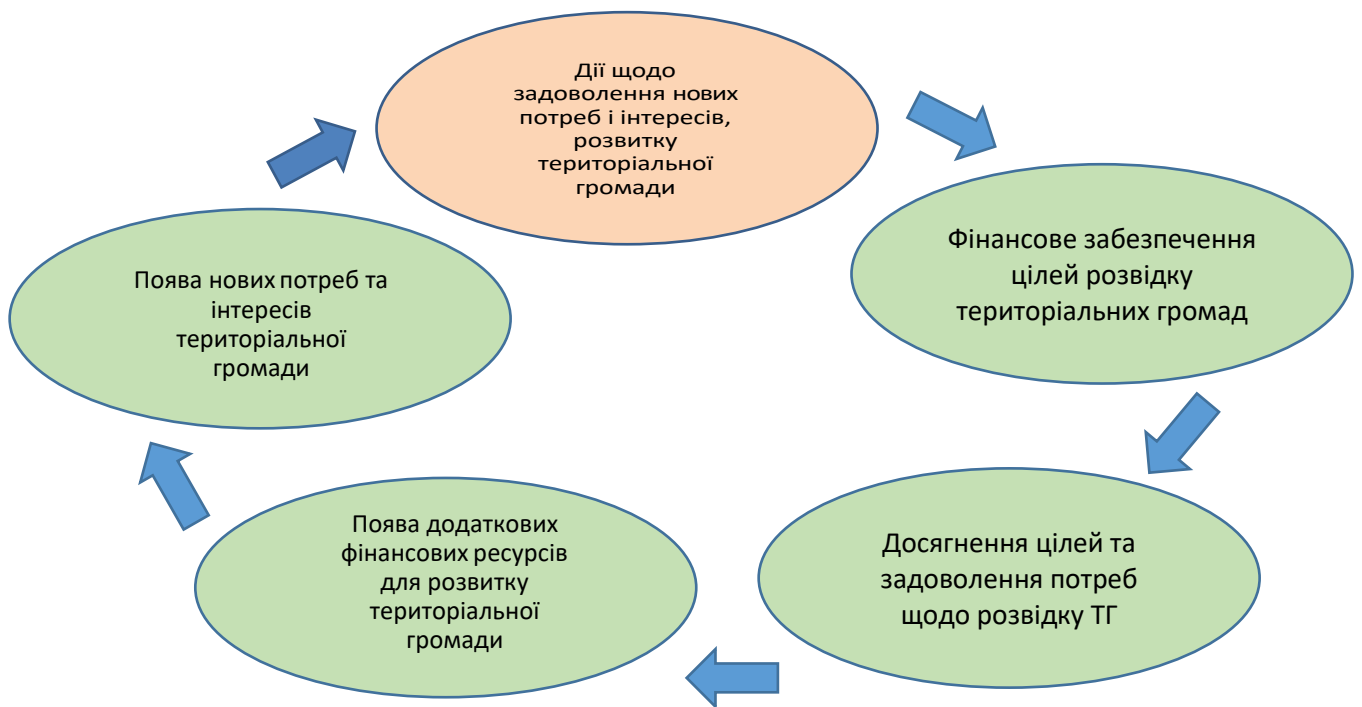 Дії щодо
задоволення нових
потреб і інтересів,
розвитку
територіальної
громади
Фінансове забезпечення
цілей розвідку
територіальних громад
Досягнення цілей та
задоволення потреб
щодо розвідку ТГ
Поява додаткових
фінансових ресурсів
для розвитку
територіальної
громади
Поява нових потреб та
інтересів
територіальної
громади